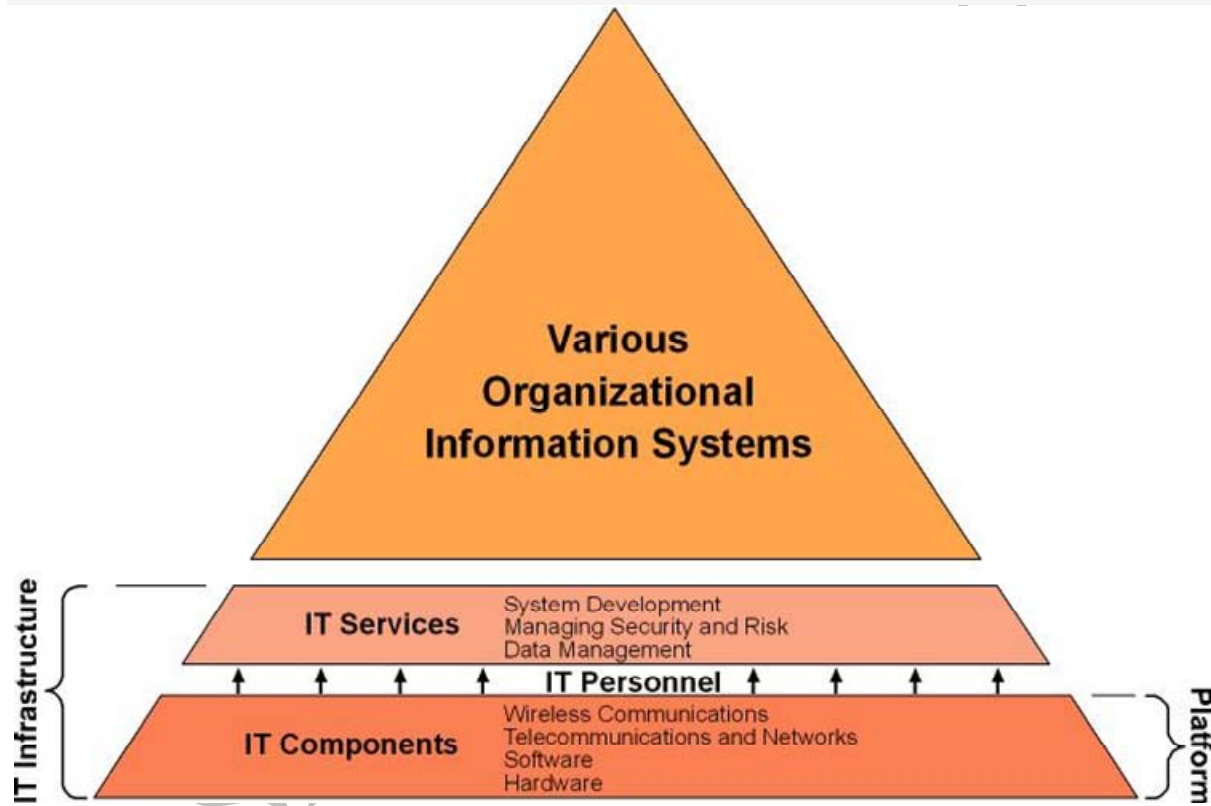 Various
Organizational
Information Systems
IT Infrastructure
IT Services
System Development
Managing Security and Risk
Data Management
IT Personnel
IT Components
Wireless Communications
Telecommunications and Networks
Software
Hardware
Platform